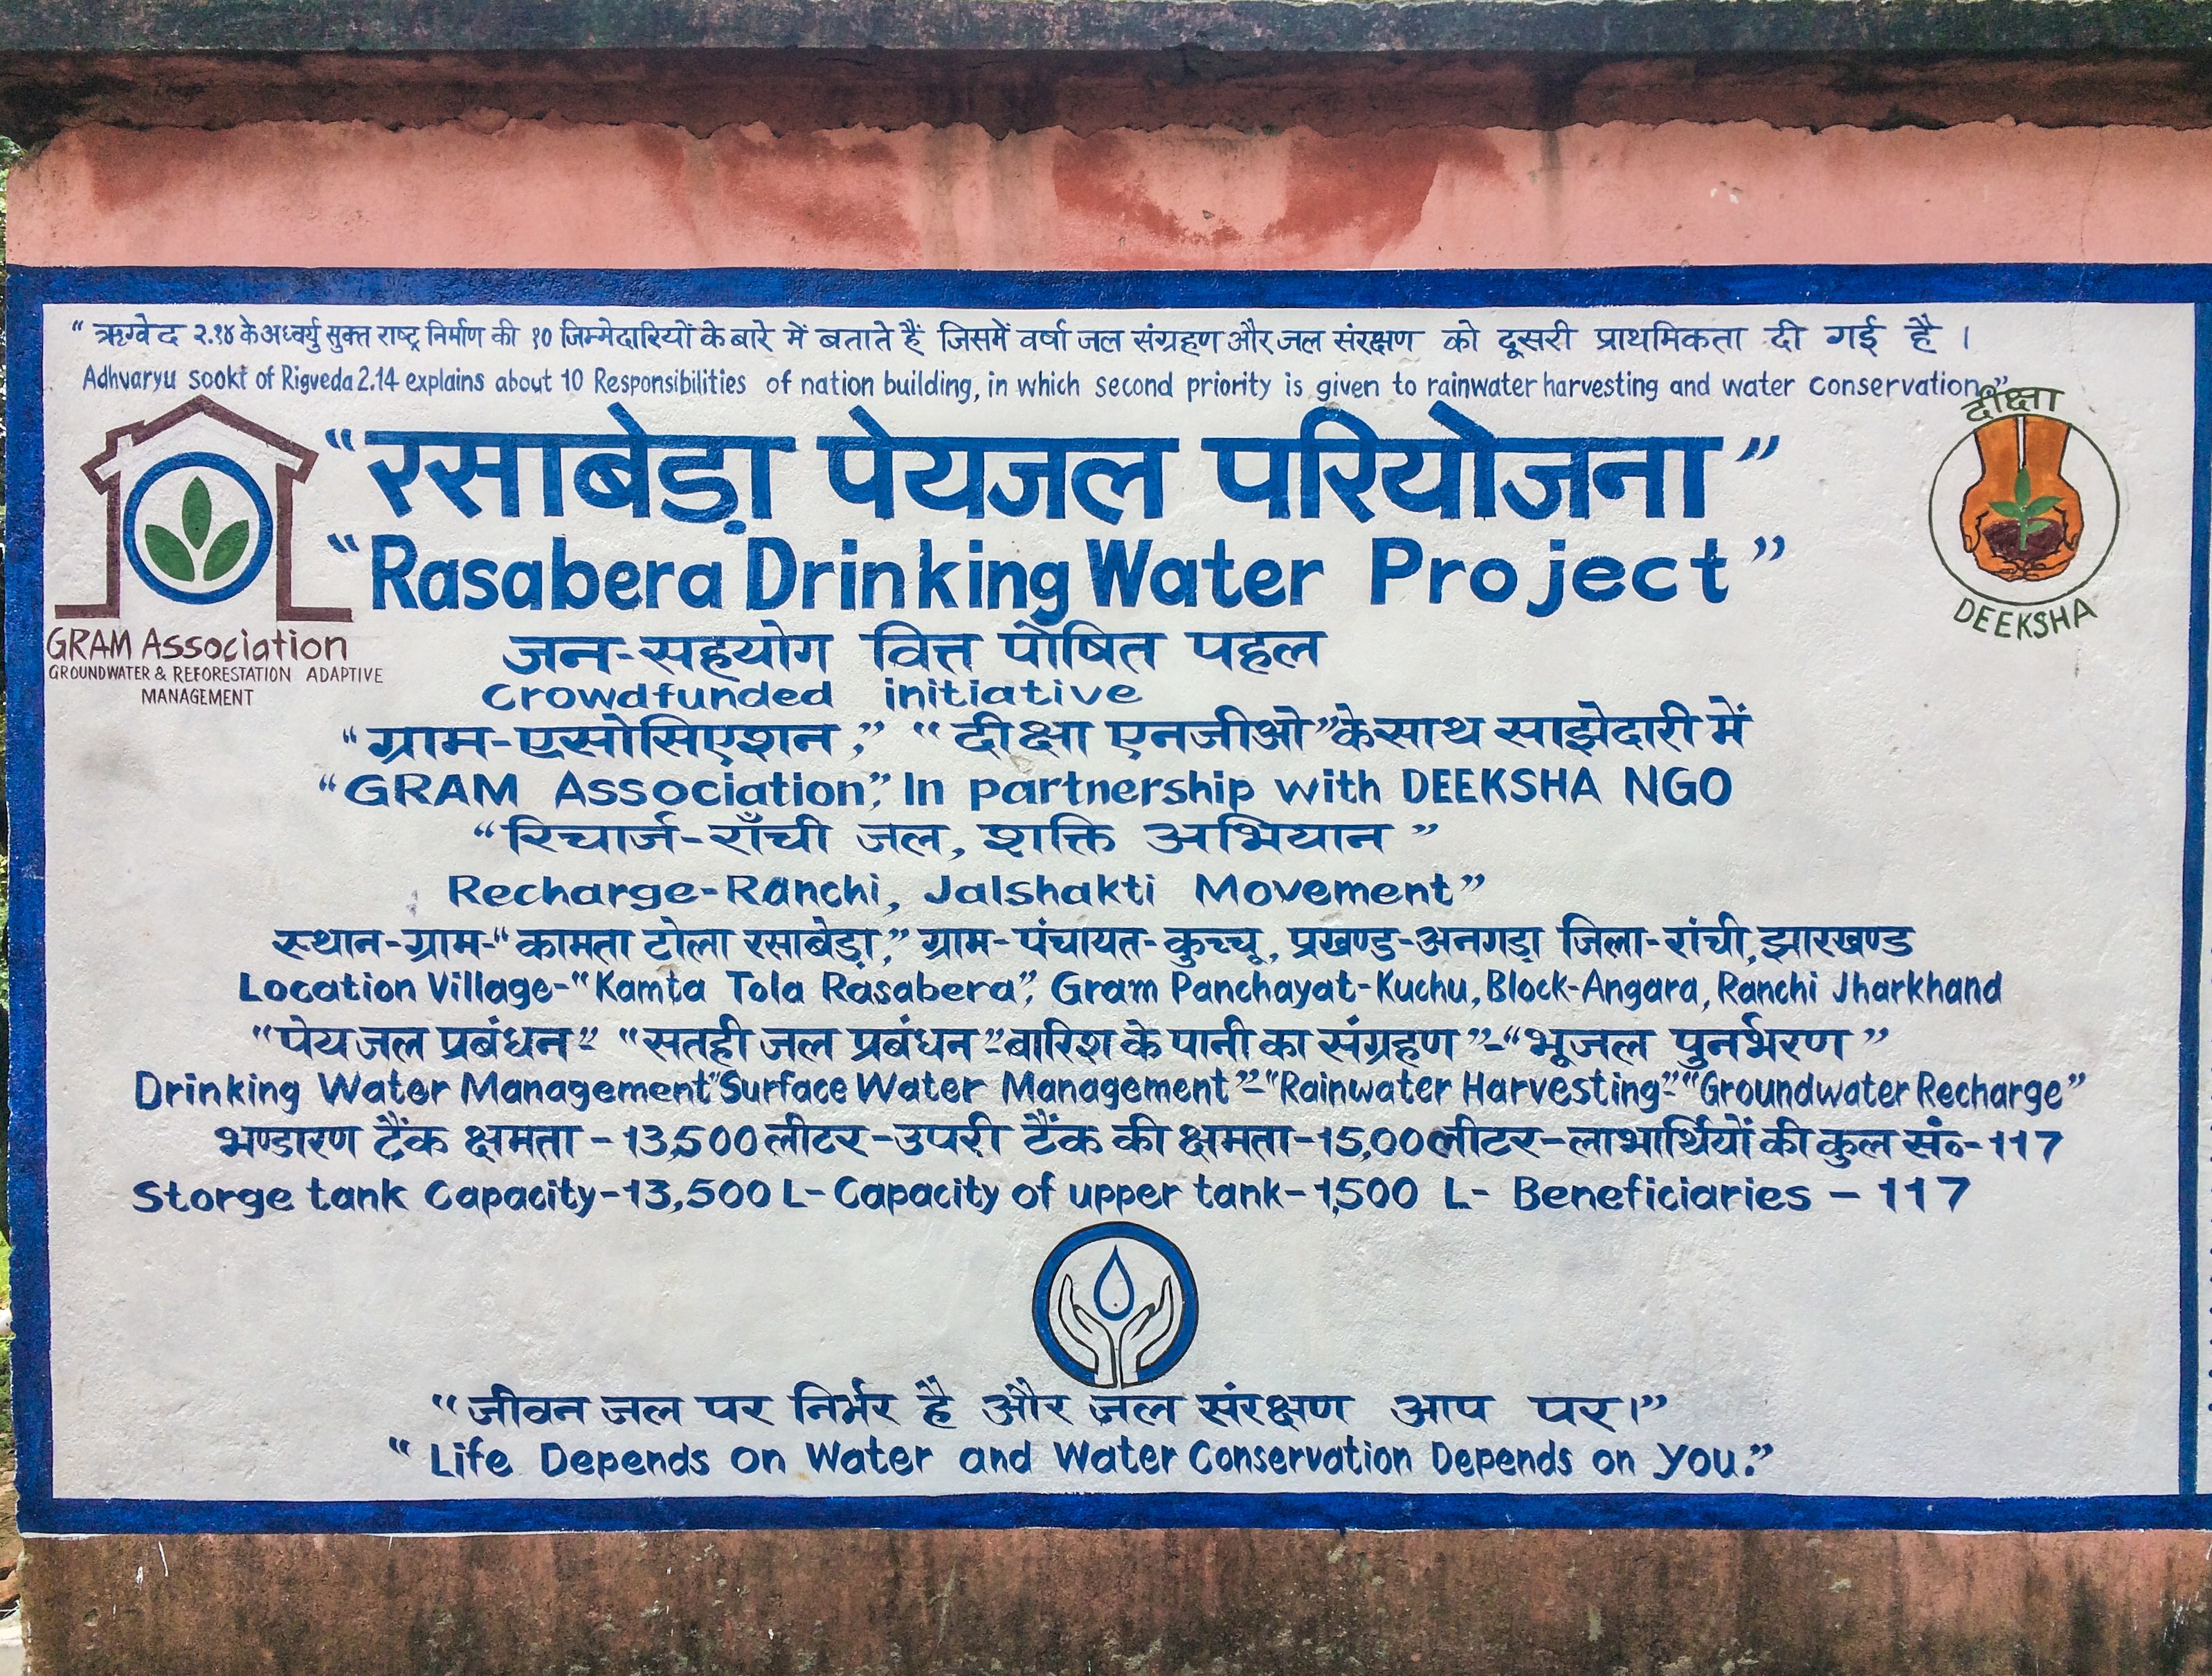 “ ऋग्वेद २.१४ के अध्वर्यु सुक्त राष्ट्र निर्माण की १० जिम्मेदारियों के बारे में बताते हैं जिसमें वर्षा जल संग्रहण और जल संरक्षण को दूसरी प्राथमिकता दी गई है ।
Adhvaryu sookt of Rigveda 2.14 explains about 10 Responsibilities of nation building, in which second priority is given to rainwater harvesting and water conservation.”
दीक्षा
“रसाबेड़ा पेयजल परियोजना”
“Rasabera Drinking Water Project”
DEEKSHA
GRAM Association
GROUNDWATER & REFORESTATION ADAPTIVE
MANAGEMENT
जन-सहयोग वित्त पोषित पहल
Crowdfunded initiative
“ग्राम-एसोसिएशन,” “दीक्षा एनजीओ” के साथ साझेदारी में
“GRAM Association”, In partnership with DEEKSHA NGO
“रिचार्ज-राँची जल, शक्ति अभियान”
Recharge-Ranchi, Jalshakti Movement”
स्थान-ग्राम-“कामता टोला रसाबेड़ा,” ग्राम-पंचायत-कुच्चू, प्रखण्ड-अनगड़ा जिला-रांची, झारखण्ड
Location Village-“Kamta Tola Rasabera”, Gram Panchayat-Kuchu, Block-Angara, Ranchi Jharkhand
“पेय जल प्रबंधन”- “सतही जल प्रबंधन”-बारिश के पानी का संग्रहण”-“भूजल पुनर्भरण”
Drinking Water Management"Surface Water Management”-“Rainwater Harvesting”-“Groundwater Recharge”
भण्डारण टैंक क्षमता -13,500 लीटर-उपरी टैंक की क्षमता-15,00 लीटर-लाभार्थियों की कुल सं०-117
Storge tank Capacity-13,500 L- Capacity of upper tank-1,500 L- Beneficiaries - 117
“जीवन जल पर निर्भर है और जल संरक्षण आप पर।”
“Life Depends on Water and Water Conservation Depends on you.”